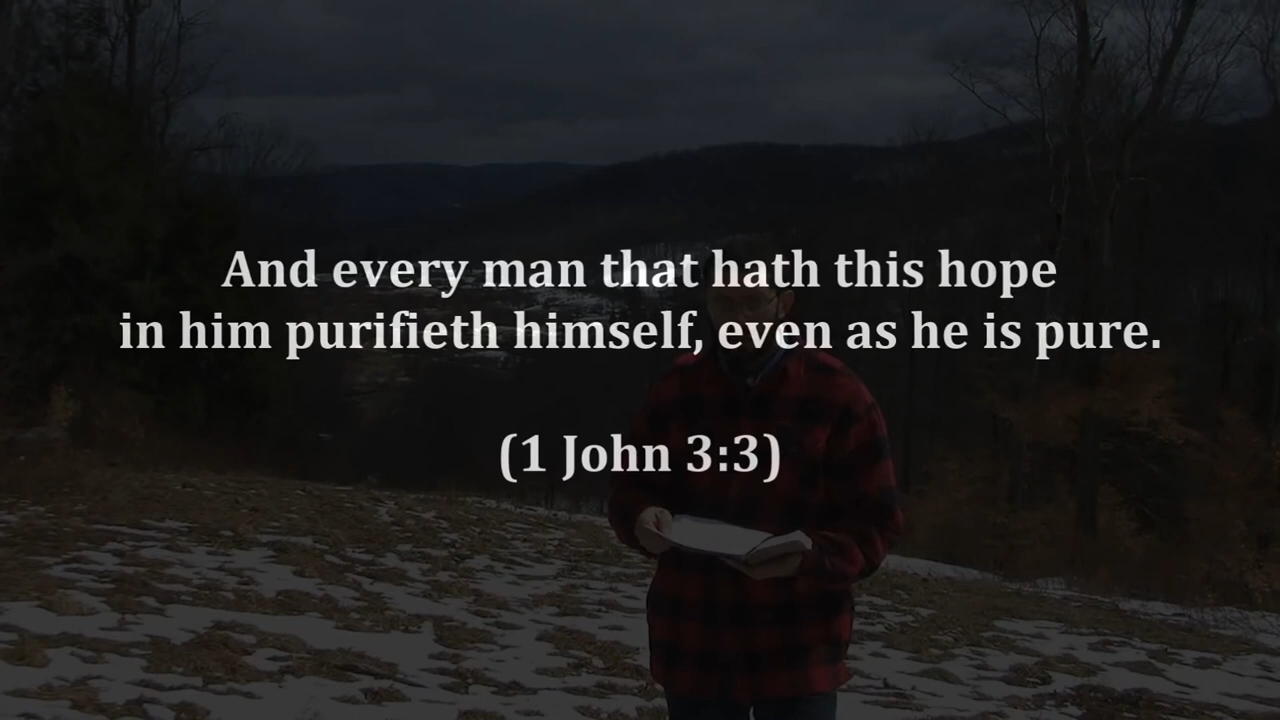 And every man that hath this hope
in him purifieth himself, even as he is pure.
(1 John 3:3)